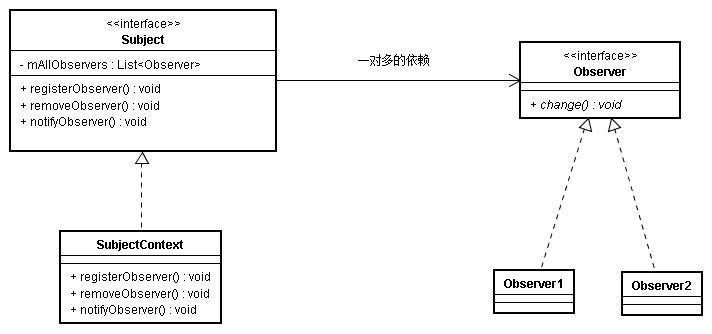 <<interface>>
Subject
- mAllObservers : List<Observer>
+ registerObserver() : void
+ removeObserver() : void
+ notifyObserver() : void
一对多的依赖
<<interface>>
Observer
+ change() : void
SubjectContext
+ registerObserver() : void
+ removeObserver() : void
+ notifyObserver() : void
Observer1
Observer2